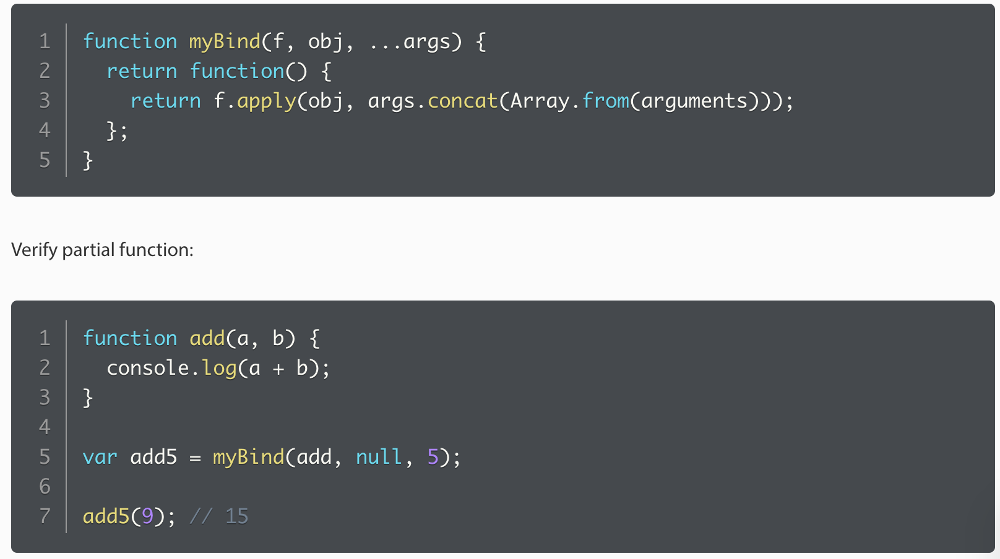 1 function myBind(f, obj, ...args) {
2   return function() {
3     return f.apply(obj, args.concat(Array.from(arguments)));
4   };
5 }
Verify partial function:
1 function add(a, b) {
2   console.log(a + b);
3 }
4
5 var add5 = myBind(add, null, 5);
6
7 add5(9); // 15